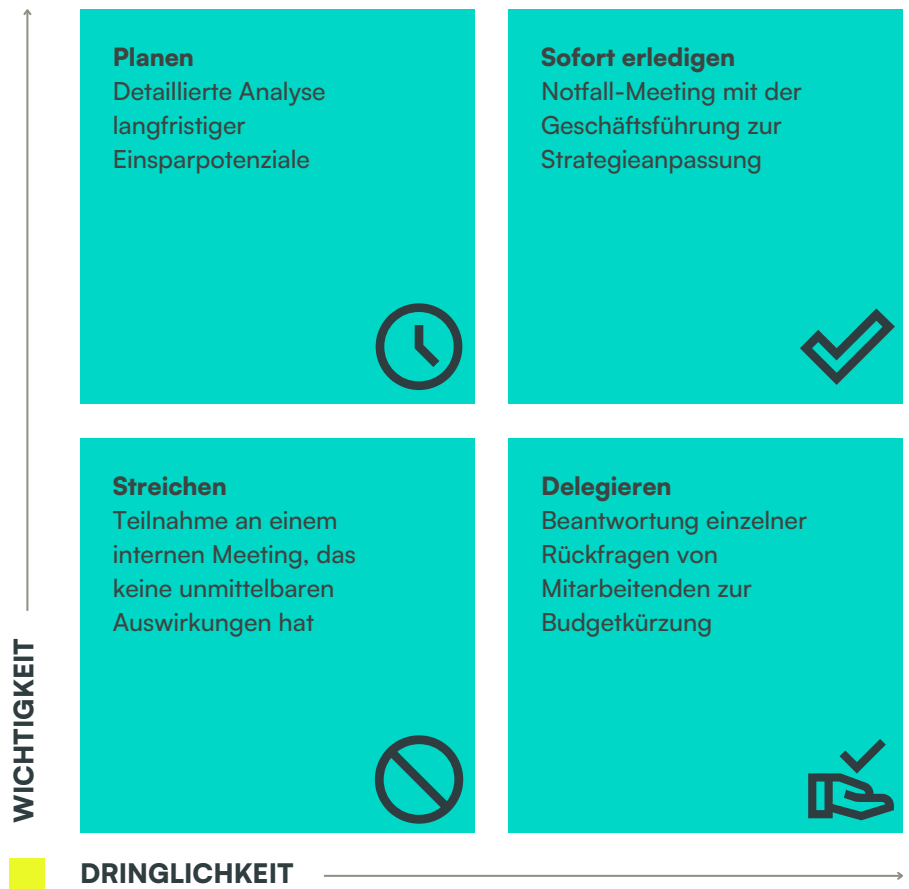 Planen
Detaillierte Analyse
langfristiger
Einsparpotenziale
Sofort erledigen
Notfall-Meeting mit der
Geschäftsführung zur
Strategieanpassung
Streichen
Teilnahme an einem
internen Meeting, das
keine unmittelbaren
Auswirkungen hat
Delegieren
Beantwortung einzelner
Rückfragen von
Mitarbeitenden zur
Budgetkürzung
WICHTIGKEIT
DRINGLICHKEIT